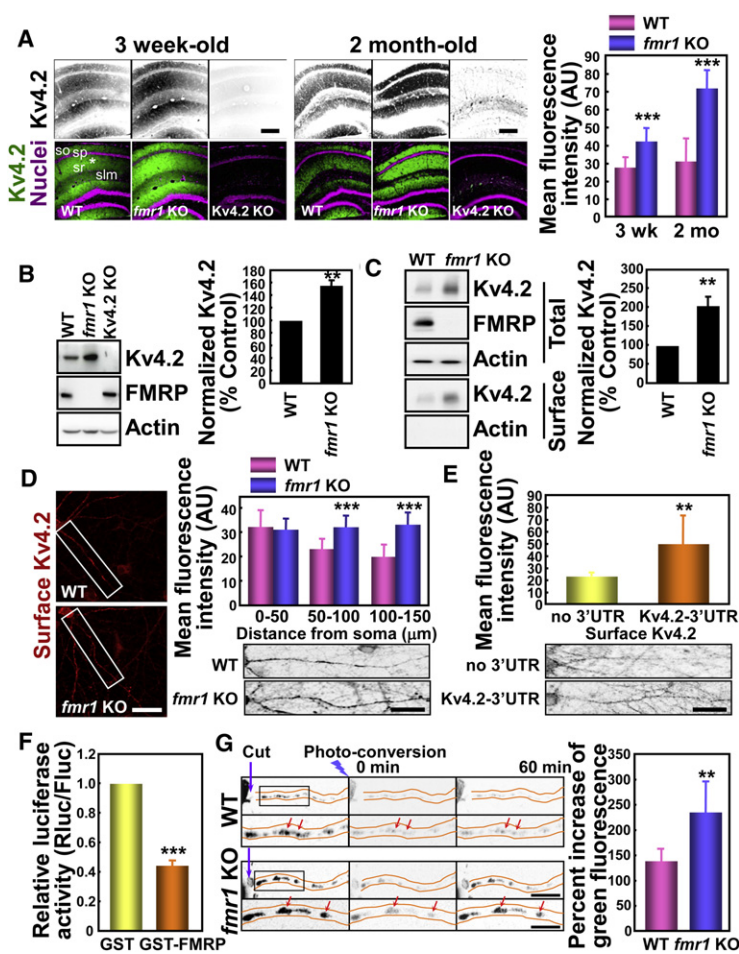 A
3 week-old
2 month-old
Kv4.2
Kv4.2
Nuclei
so sp
*
sr
slm
WT
fmr1 KO
Kv4.2 KO
WT
fmr1 KO
Kv4.2 KO
WT
fmr1 KO
Mean fluorescence
intensity (AU)
80
70
60
50
40
30
20
10
0
***
***
3 wk
2 mo
B
WT
fmr1 KO
Kv4.2 KO
Kv4.2
FMRP
Actin
Normalized Kv4.2
(% Control)
180
160
140
120
100
80
60
40
20
0
**
WT
fmr1 KO
C
WT fmr1 KO
Kv4.2
FMRP
Actin
Kv4.2
Actin
Total
Surface
Normalized Kv4.2
(% Control)
300
250
200
150
100
50
0
**
WT
fmr1 KO
D
Surface Kv4.2
WT
fmr1 KO
WT
fmr1 KO
Mean fluorescence
intensity (AU)
40
30
20
10
0
***
***
0-50 50-100 100-150
Distance from soma (μm)
WT
fmr1 KO
E
Mean fluorescence
intensity (AU)
80
70
60
50
40
30
20
10
0
**
no 3'UTR Kv4.2-3'UTR
Surface Kv4.2
no 3'UTR
Kv4.2-3'UTR
F
Relative luciferase
activity (Rluc/Fluc)
1.2
1.0
0.8
0.6
0.4
0.2
0
***
GST GST-FMRP
G
Cut
Photo-conversion
0 min
60 min
WT
fmr1 KO
Percent increase of
green fluorescence
350
300
250
200
150
100
50
0
**
WT fmr1 KO